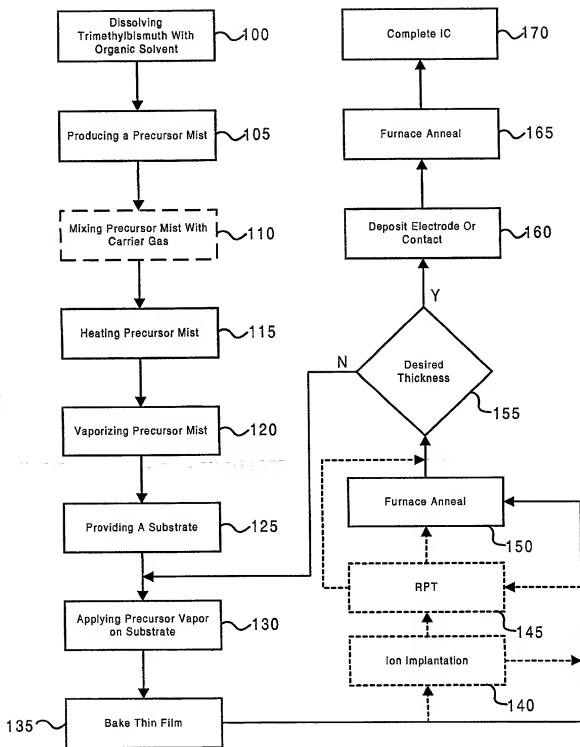 Dissolving
Trimethylbismuth With
Organic Solvent
100
Producing a Precursor Mist
105
Mixing Precursor Mist With
Carrier Gas
110
Heating Precursor Mist
115
Vaporizing Precursor Mist
120
Providing A Substrate
125
Applying Precursor Vapor
on Substrate
130
Bake Thin Film
135
Ion Implantation
140
RPT
145
Furnace Anneal
150
Desired
Thickness
155
N
Y
Deposit Electrode Or
Contact
160
Furnace Anneal
165
Complete IC
170